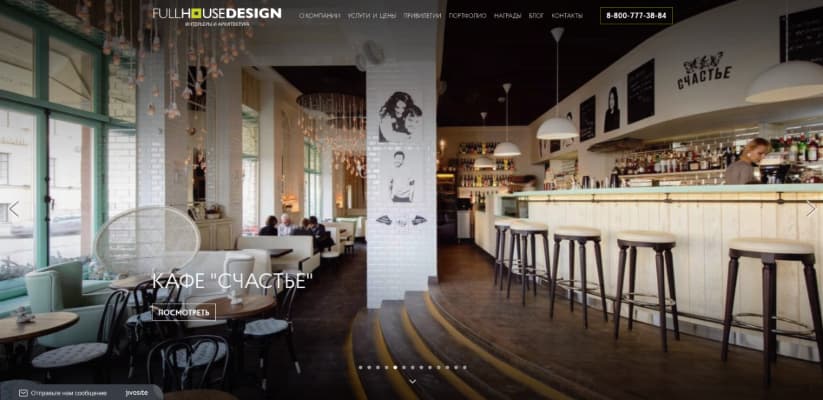 FULLHOUSEDESIGN
ИНТЕРЬЕРЫ И АРХИТЕКТУРА
О КОМПАНИИ УСЛУГИ И ЦЕНЫ ПРИВИЛЕГИИ ПОРТФОЛИО НАГРАДЫ БЛОГ КОНТАКТЫ
8-800-777-38-84
СЧАСТЬЕ
КАФЕ "СЧАСТЬЕ"
ПОСМОТРЕТЬ
Отправьте нам сообщение jivosite